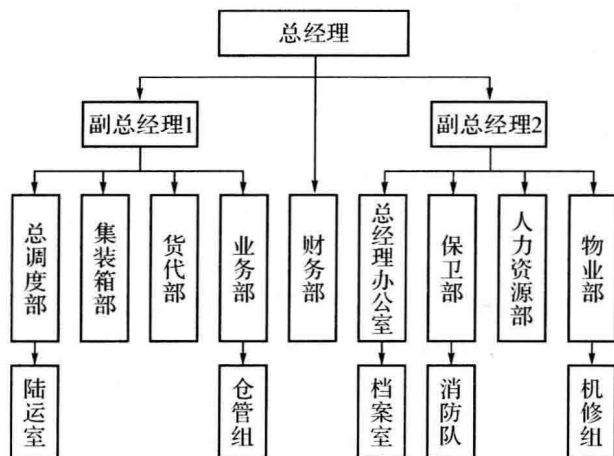 总经理
副总经理1
副总经理2
总调度部
集装箱部
货代部
业务部
财务部
总经理办公室
保卫部
人力资源部
物业部
陆运室
仓管组
档案室
消防队
机修组